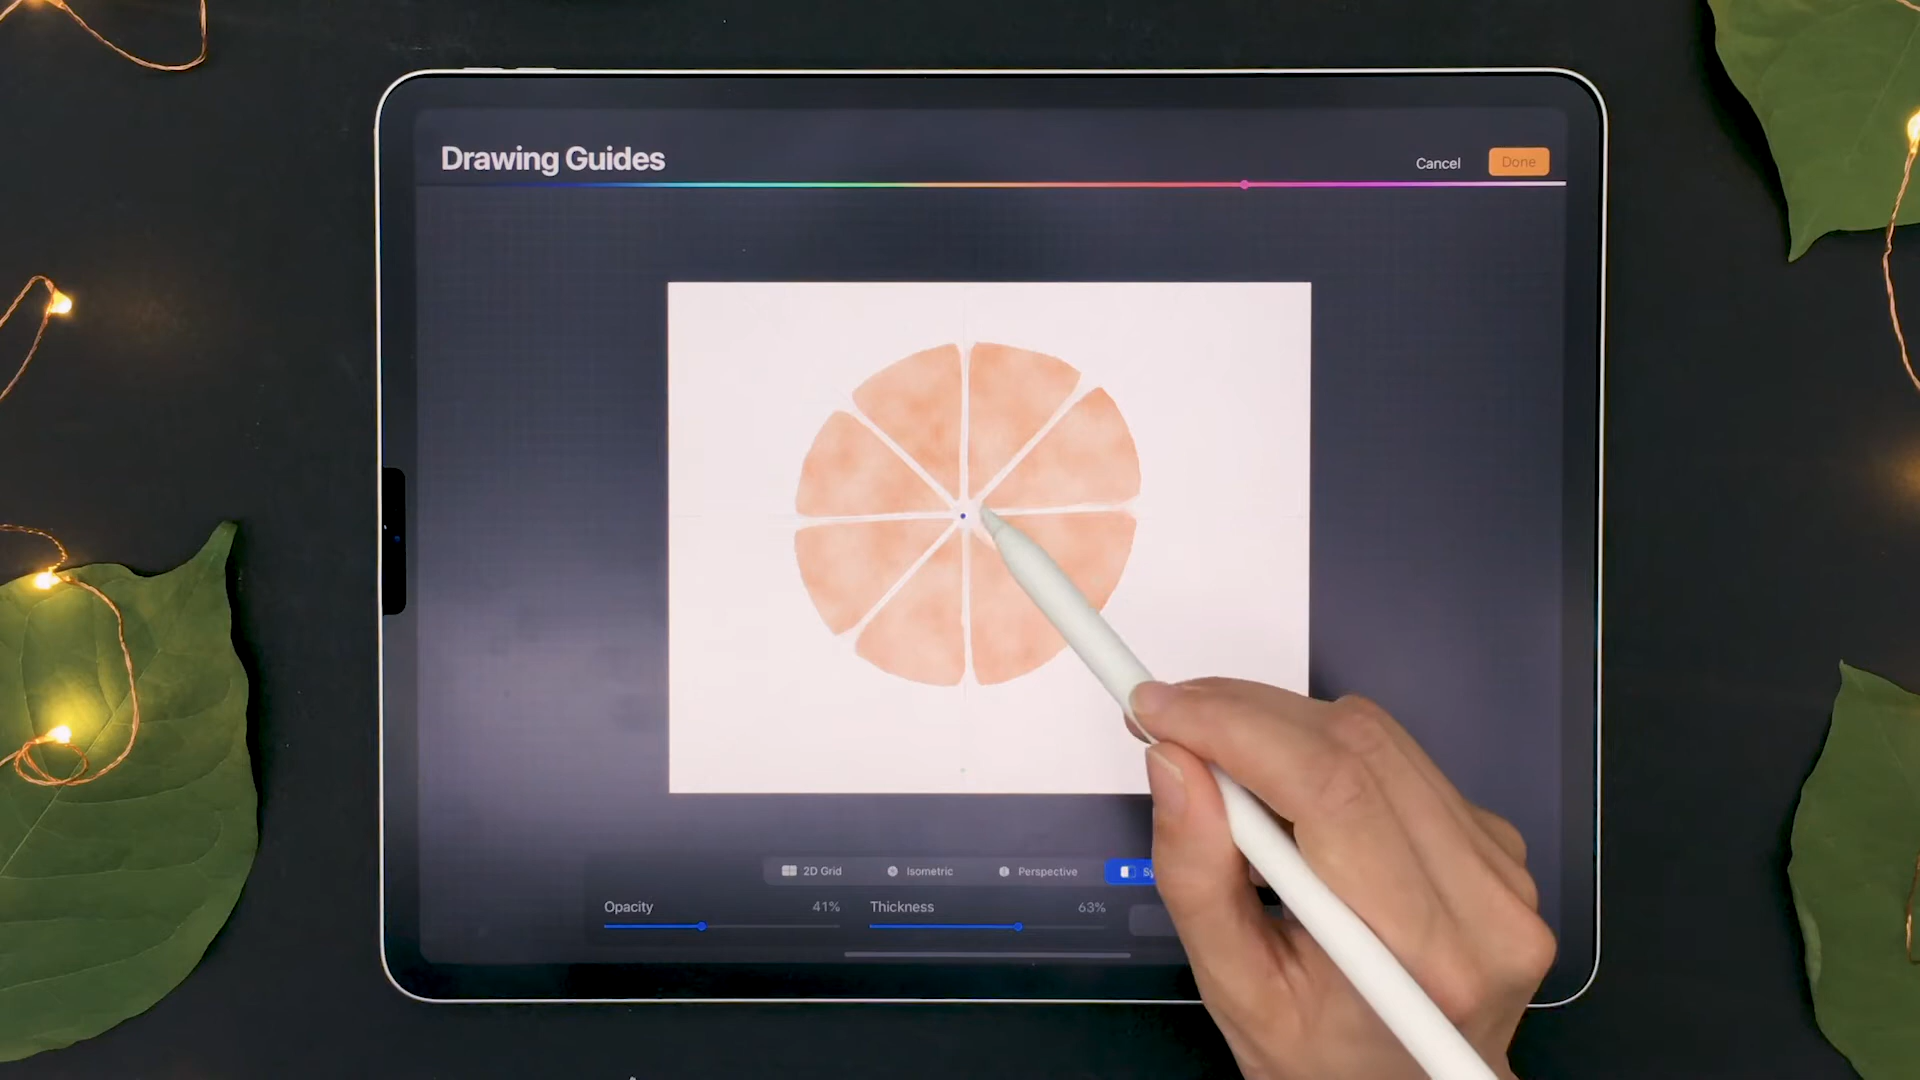 Drawing Guides
Cancel
Done
2D Grid
Isometric
Perspective
Opacity
41%
Thickness
63%